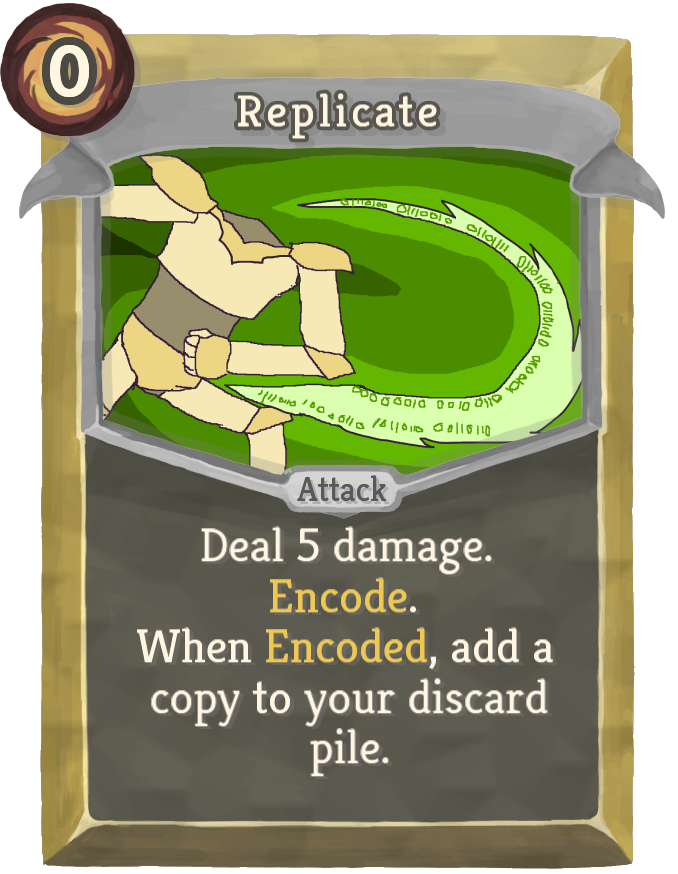 0
Replicate
Attack
Deal 5 damage.
Encode.
When Encoded, add a
copy to your discard
pile.